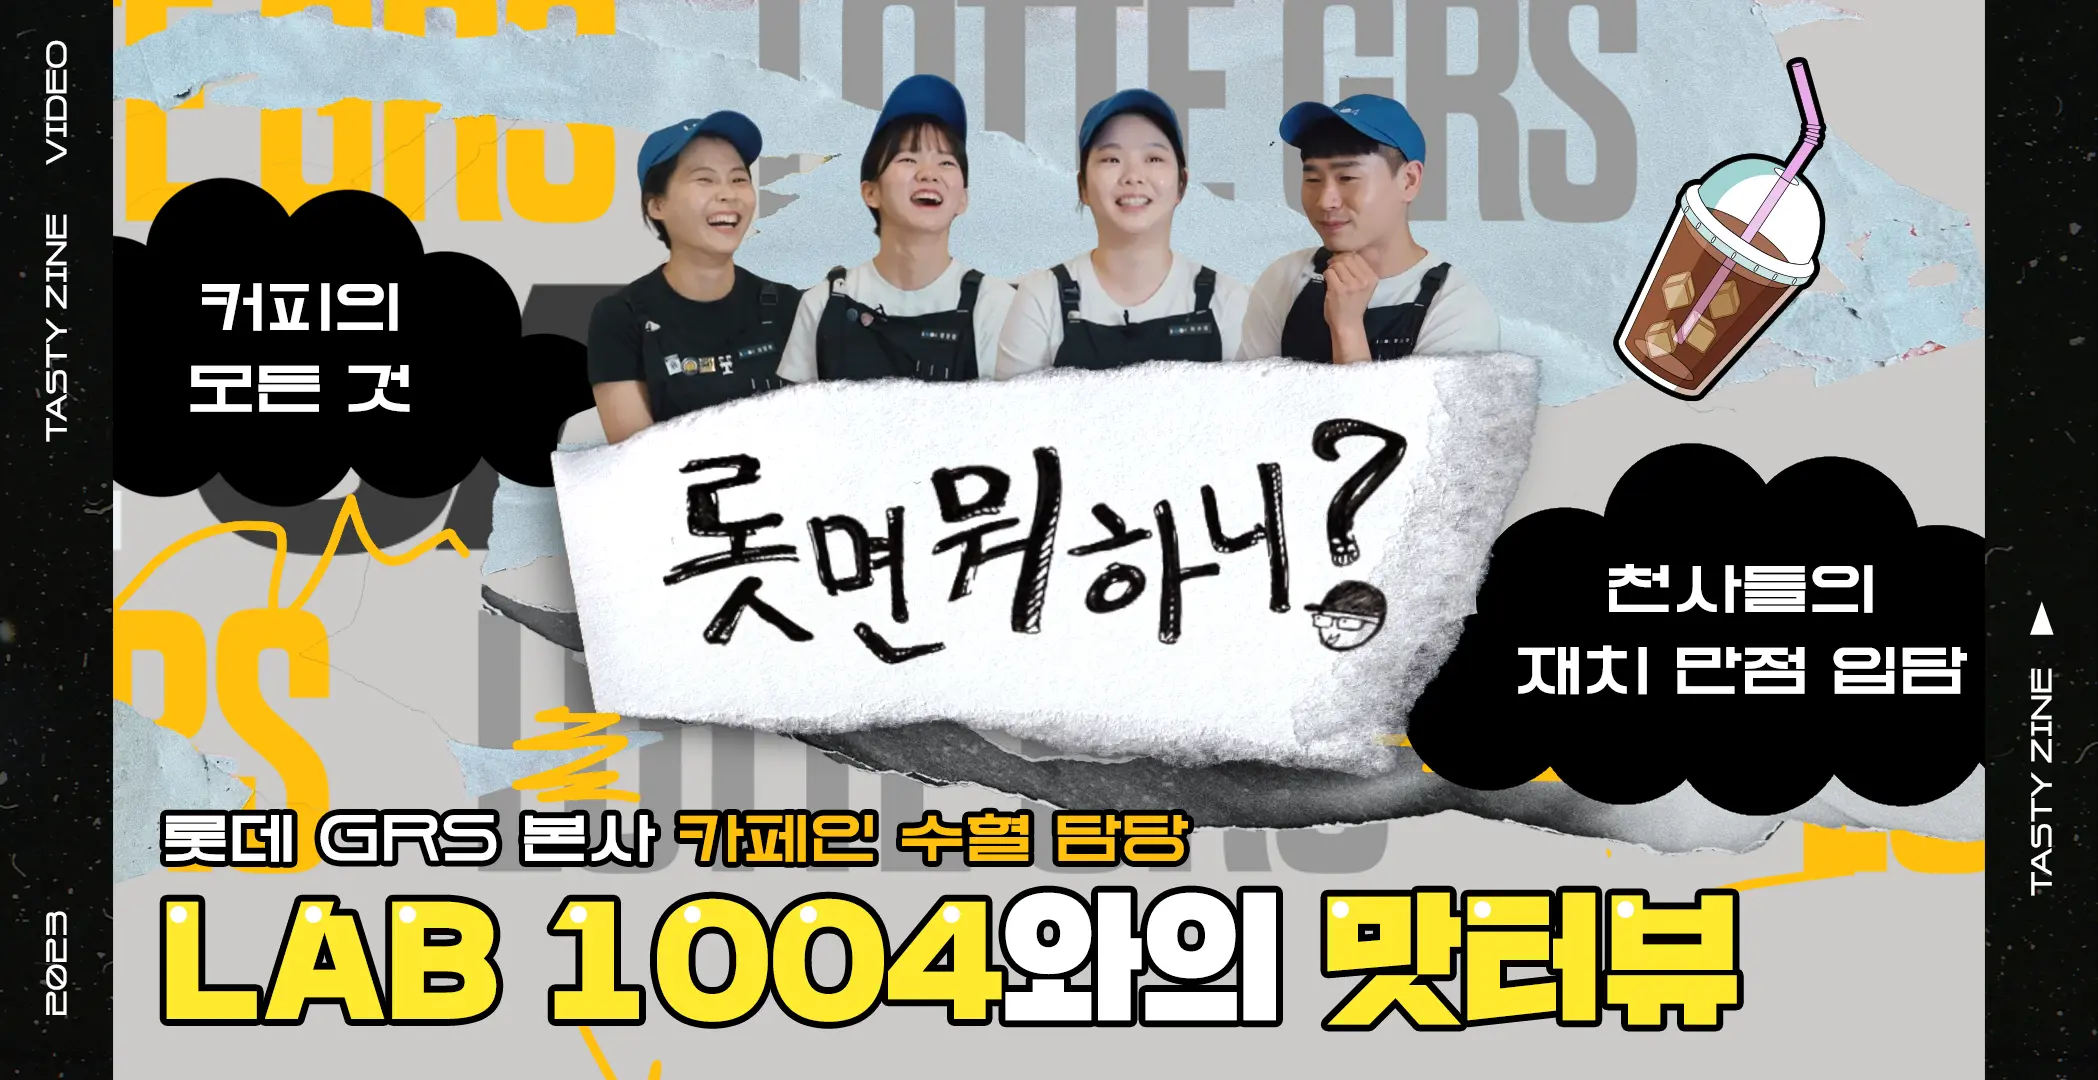 VIDEO
TASTY ZINE
2023
LOTTE GRS
커피의
모든 것
롯면뭐하니?
천사들의
재치 만점 입담
TASTY ZINE ▶
롯데 GRS 본사 카페인 수혈 담당
LAB 1004와의 맛터뷰